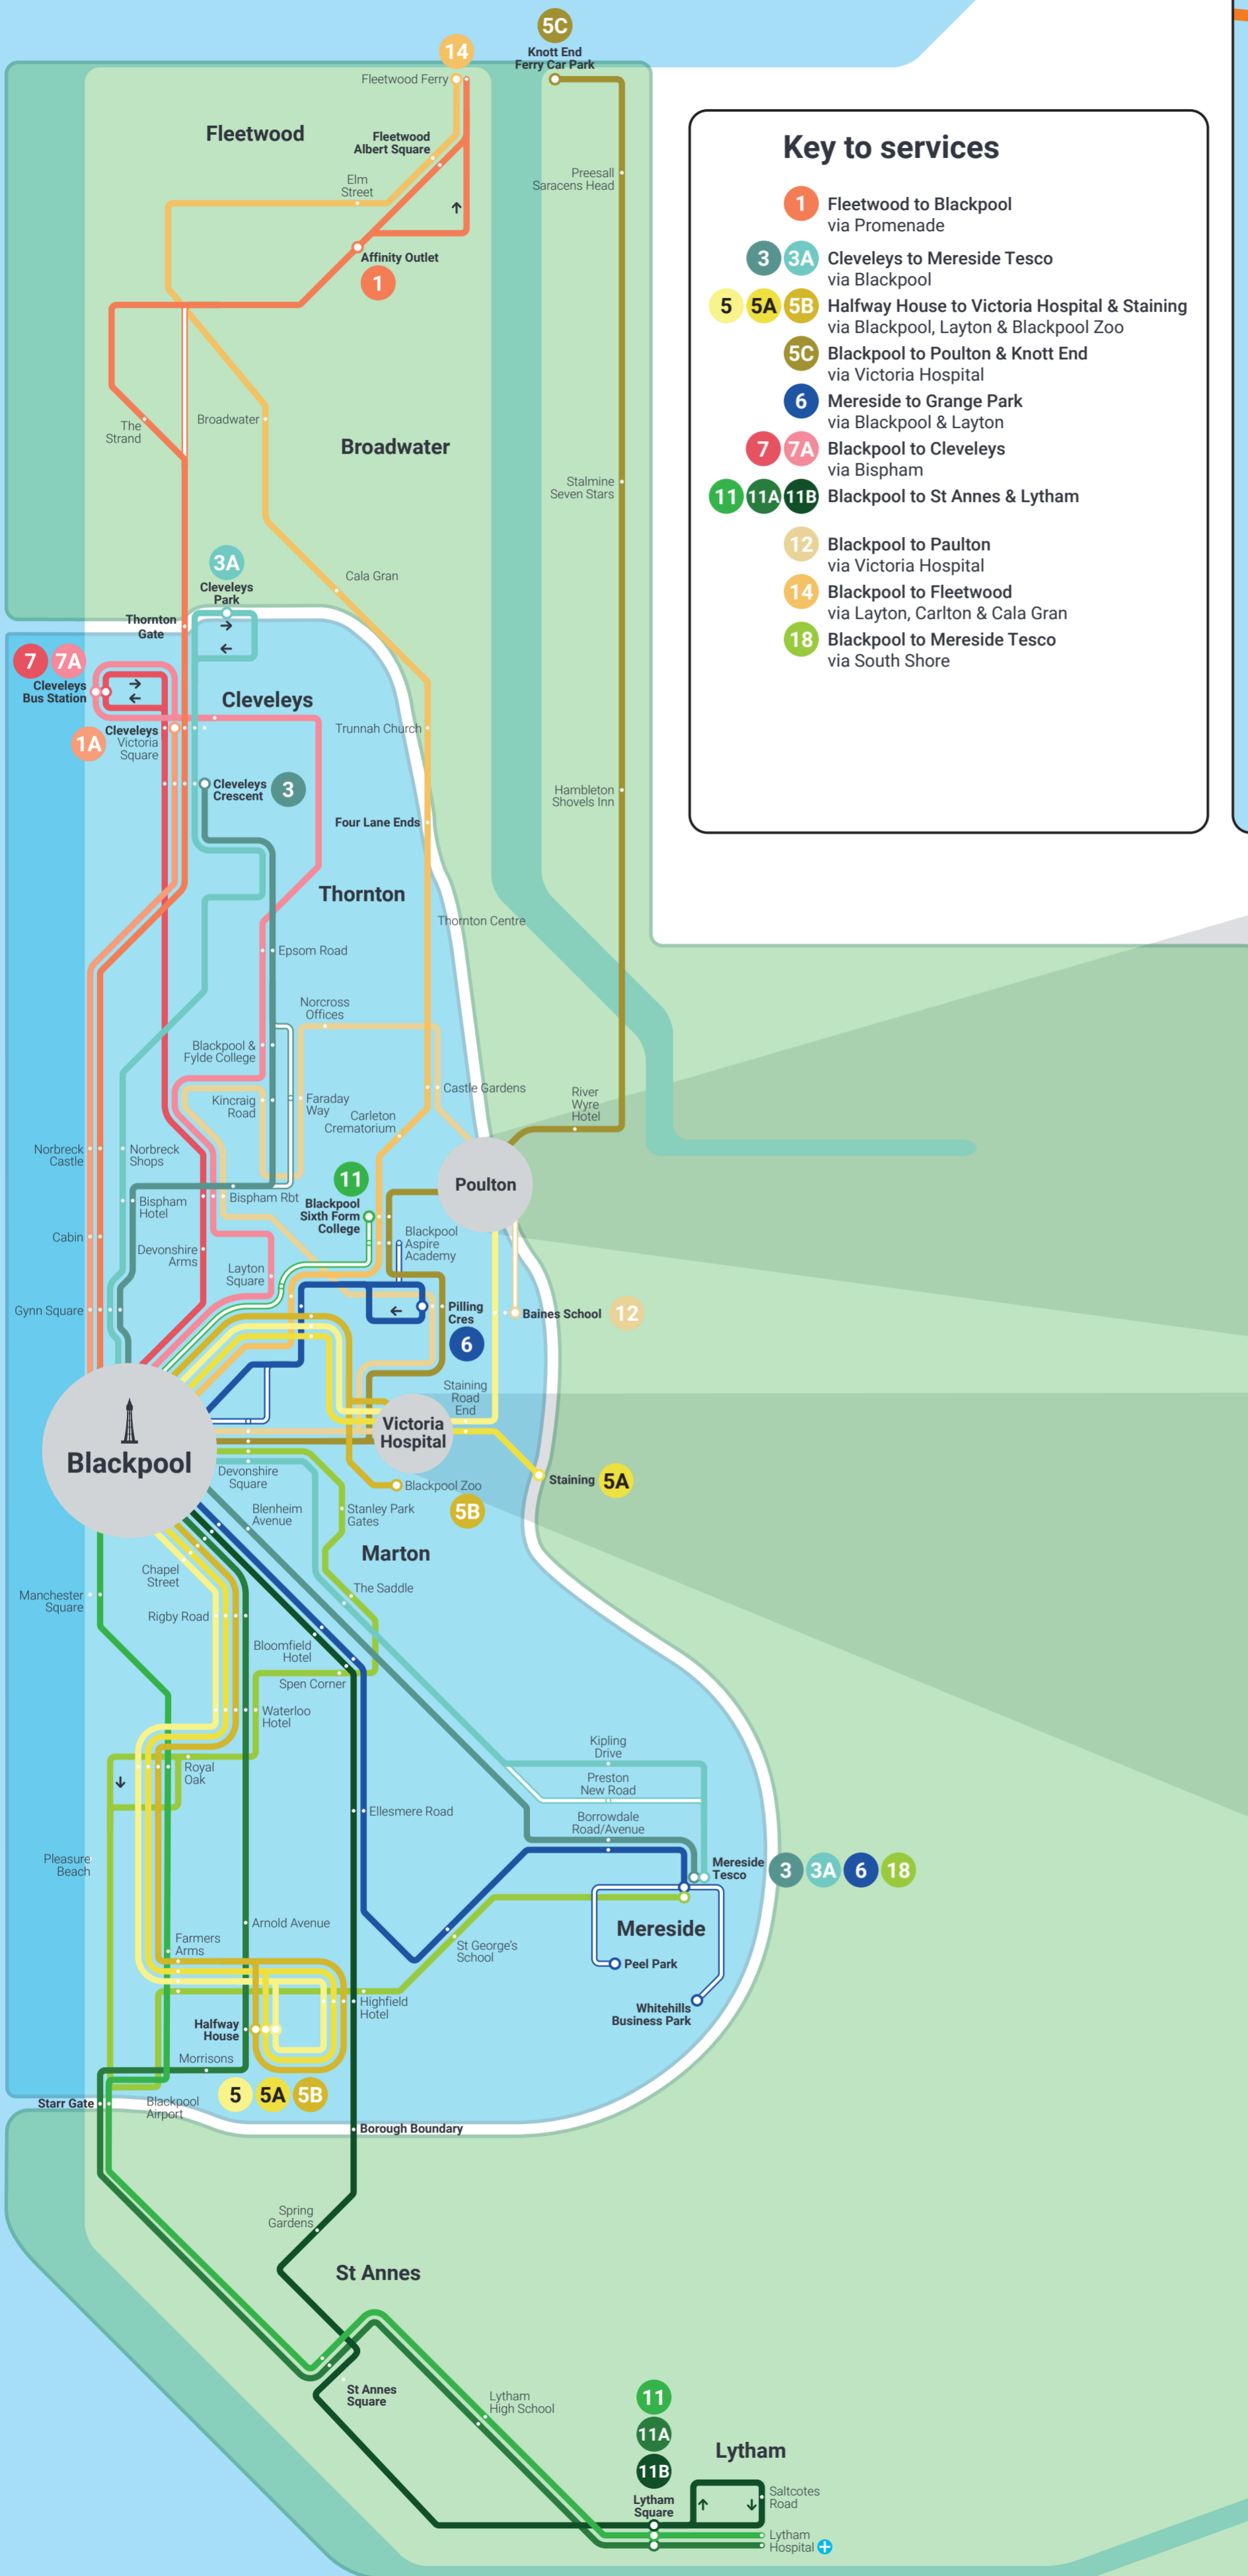 5C
Knott End
Ferry Car Park
14
Fleetwood Ferry
Fleetwood
Fleetwood
Albert Square
Elm
Street
Preesall
Saracens Head
Affinity Outlet
1
Key to services
1 Fleetwood to Blackpool
via Promenade
3 3A Cleveleys to Mereside Tesco
via Blackpool
5 5A 5B Halfway House to Victoria Hospital & Staining
via Blackpool, Layton & Blackpool Zoo
5C Blackpool to Poulton & Knott End
via Victoria Hospital
6 Mereside to Grange Park
via Blackpool & Layton
7 7A Blackpool to Cleveleys
via Bispham
11 11A 11B Blackpool to St Annes & Lytham
12 Blackpool to Paulton
via Victoria Hospital
14 Blackpool to Fleetwood
via Layton, Carlton & Cala Gran
18 Blackpool to Mereside Tesco
via South Shore
The
Strand
Broadwater
Broadwater
Stalmine
Seven Stars
3A
Cleveleys
Park
Cala Gran
Thornton
Gate
7 7A
Cleveleys
Bus Station
Cleveleys
1A
Cleveleys
Victoria
Square
Trunnah Church
Cleveleys
Crescent
3
Hambleton
Shovels Inn
Four Lane Ends
Thornton
Thornton Centre
Epsom Road
Norcross
Offices
Blackpool &
Fylde College
Kincraig
Road
Faraday
Way
Castle Gardens
Carleton
Crematorium
River
Wyre
Hotel
Norbreck
Castle
Norbreck
Shops
11
Blackpool
Sixth Form
College
Poulton
Bispham
Hotel
Bispham Rbt
Cabin
Devonshire
Arms
Blackpool
Aspire
Academy
Layton
Square
Gynn Square
Pilling
Cres
6
Baines School
12
Staining
Road
End
Victoria
Hospital
Blackpool
Devonshire
Square
Blackpool Zoo
5B
Staining
5A
Blenheim
Avenue
Stanley Park
Gates
Marton
Chapel
Street
The Saddle
Manchester
Square
Rigby Road
Bloomfield
Hotel
Spen Corner
Waterloo
Hotel
Royal
Oak
Kipling
Drive
Preston
New Road
Borrowdale
Road/Avenue
Ellesmere Road
Pleasure
Beach
Mereside
Tesco
3 3A 6 18
Arnold Avenue
Mereside
Farmers
Arms
St George's
School
Peel Park
Highfield
Hotel
Whitehills
Business Park
Halfway
House
Morrisons
5 5A 5B
Starr Gate
Blackpool
Airport
Borough Boundary
Spring
Gardens
St Annes
St Annes
Square
Lytham
High School
11
11A
11B
Lytham
Square
Lytham
Saltcotes
Road
Lytham
Hospital